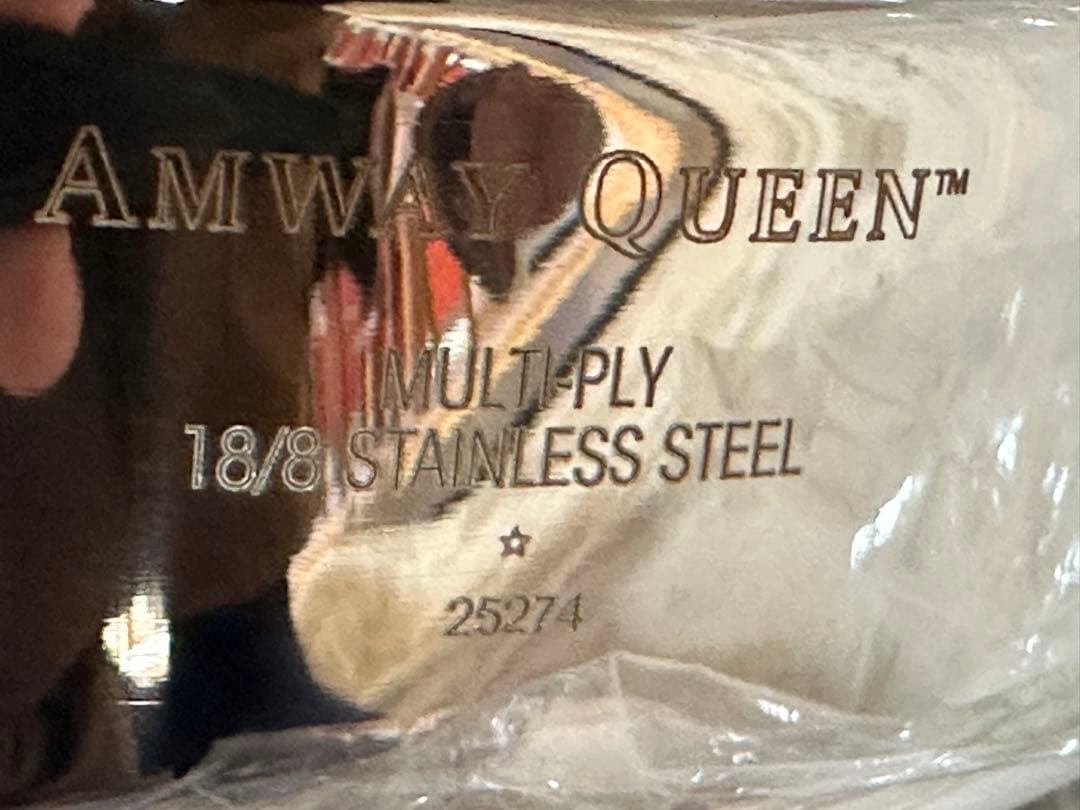 AMWAY QUEEN™
MULTI-PLY
18/8 STAINLESS STEEL
25274